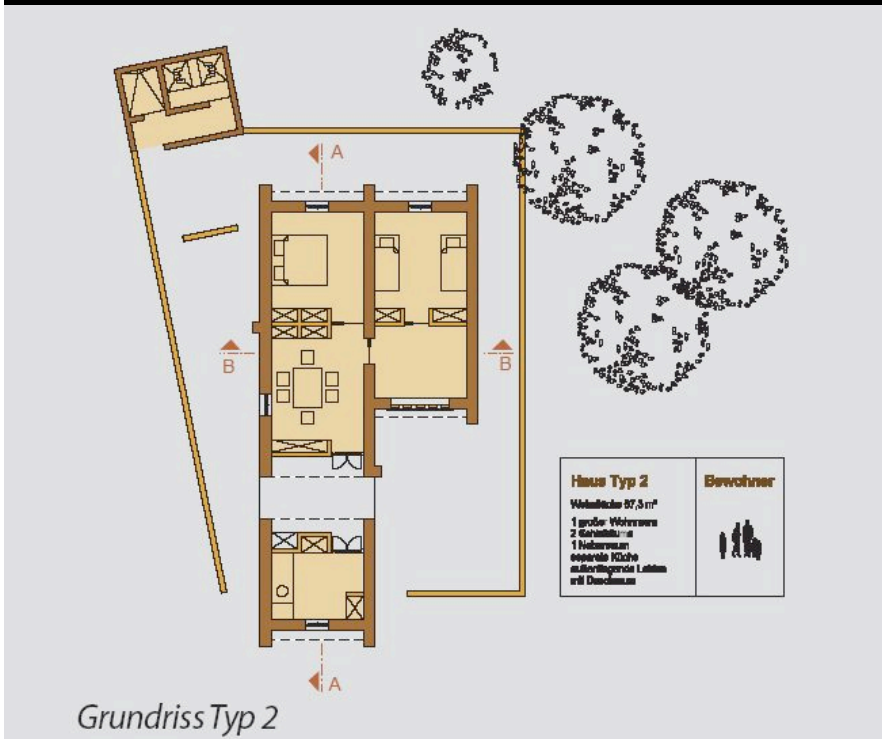 A
B
B
A
Haus Typ 2
Bewohner
Wohnfläche 67,3 m²
1 großer Wohnraum
2 Schlafräume
1 Nebenraum
separate Küche
außenliegende Latrine
mit Duschraum
Grundriss Typ 2